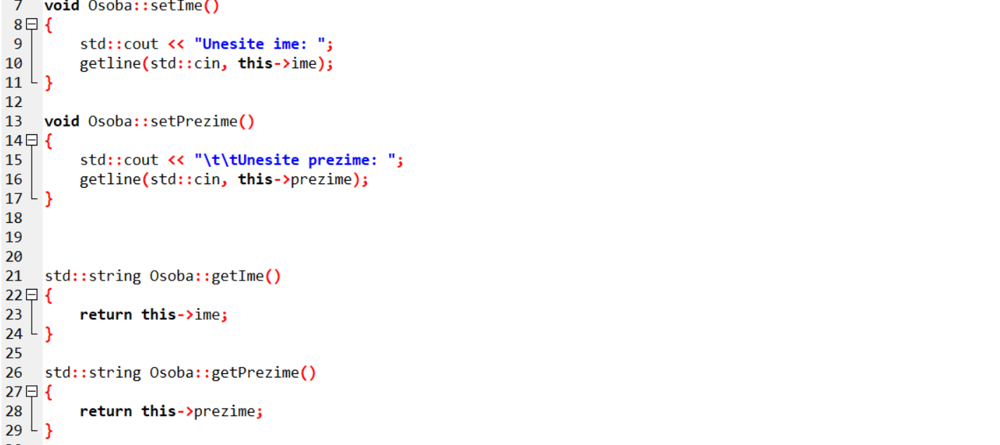 7 void Osoba::setIme()
8 {
9 std::cout << "Unesite ime: ";
10 getline(std::cin, this->ime);
11 }
12
13 void Osoba::setPrezime()
14 {
15 std::cout << "\t\tUnesite prezime: ";
16 getline(std::cin, this->prezime);
17 }
18
19
20
21 std::string Osoba::getIme()
22 {
23 return this->ime;
24 }
25
26 std::string Osoba::getPrezime()
27 {
28 return this->prezime;
29 }